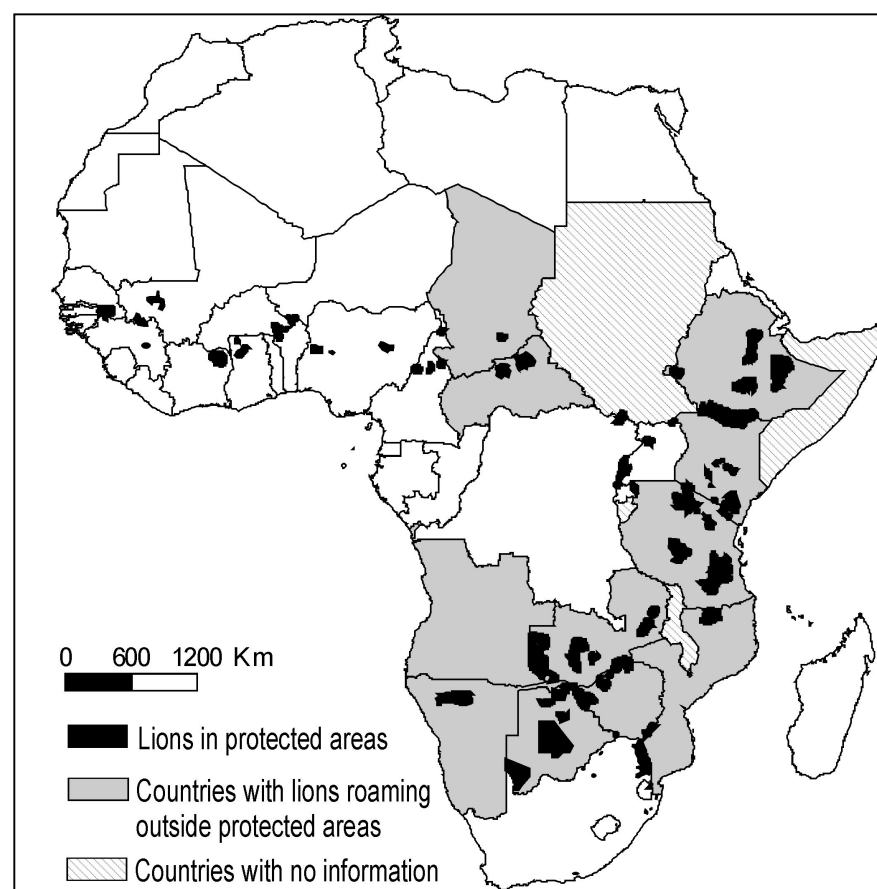 0 600 1200 Km
Lions in protected areas
Countries with lions roaming
outside protected areas
Countries with no information